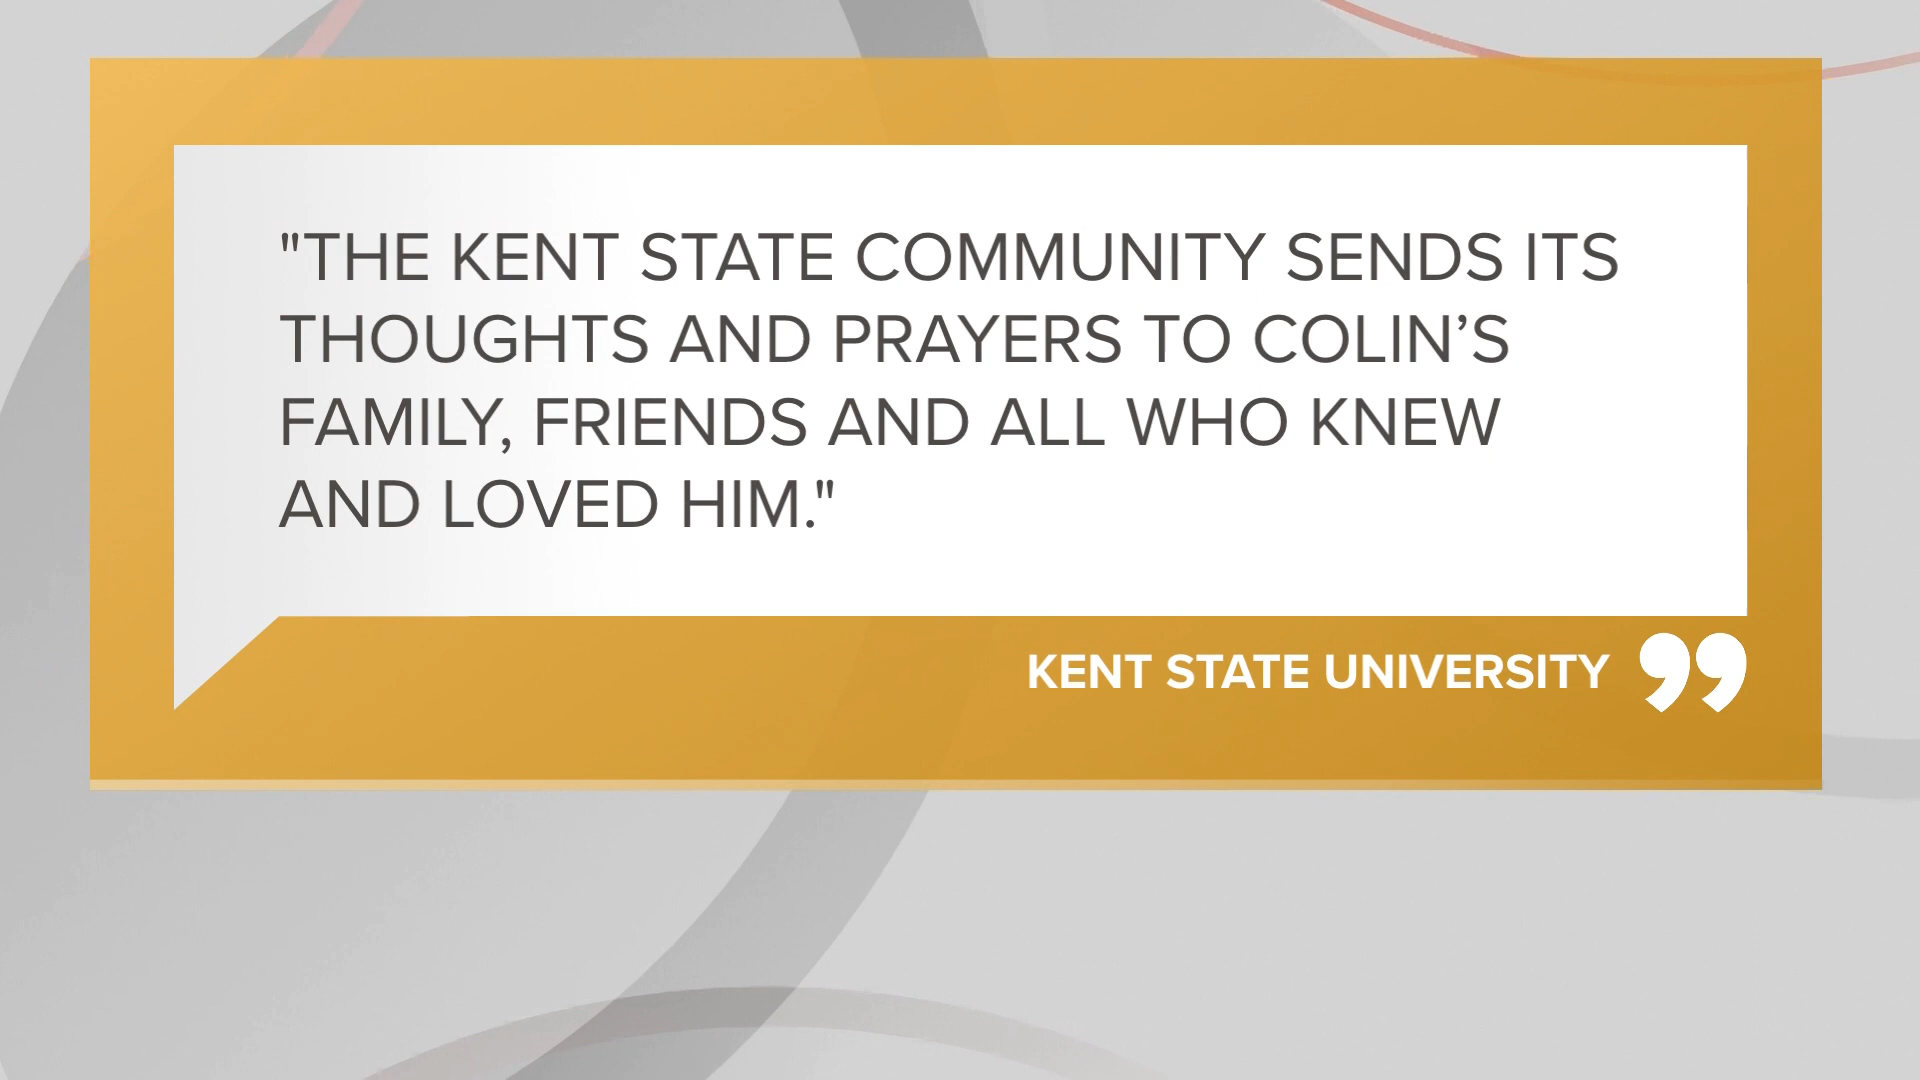 "THE KENT STATE COMMUNITY SENDS ITS
THOUGHTS AND PRAYERS TO COLIN’S
FAMILY, FRIENDS AND ALL WHO KNEW
AND LOVED HIM."
KENT STATE UNIVERSITY ”